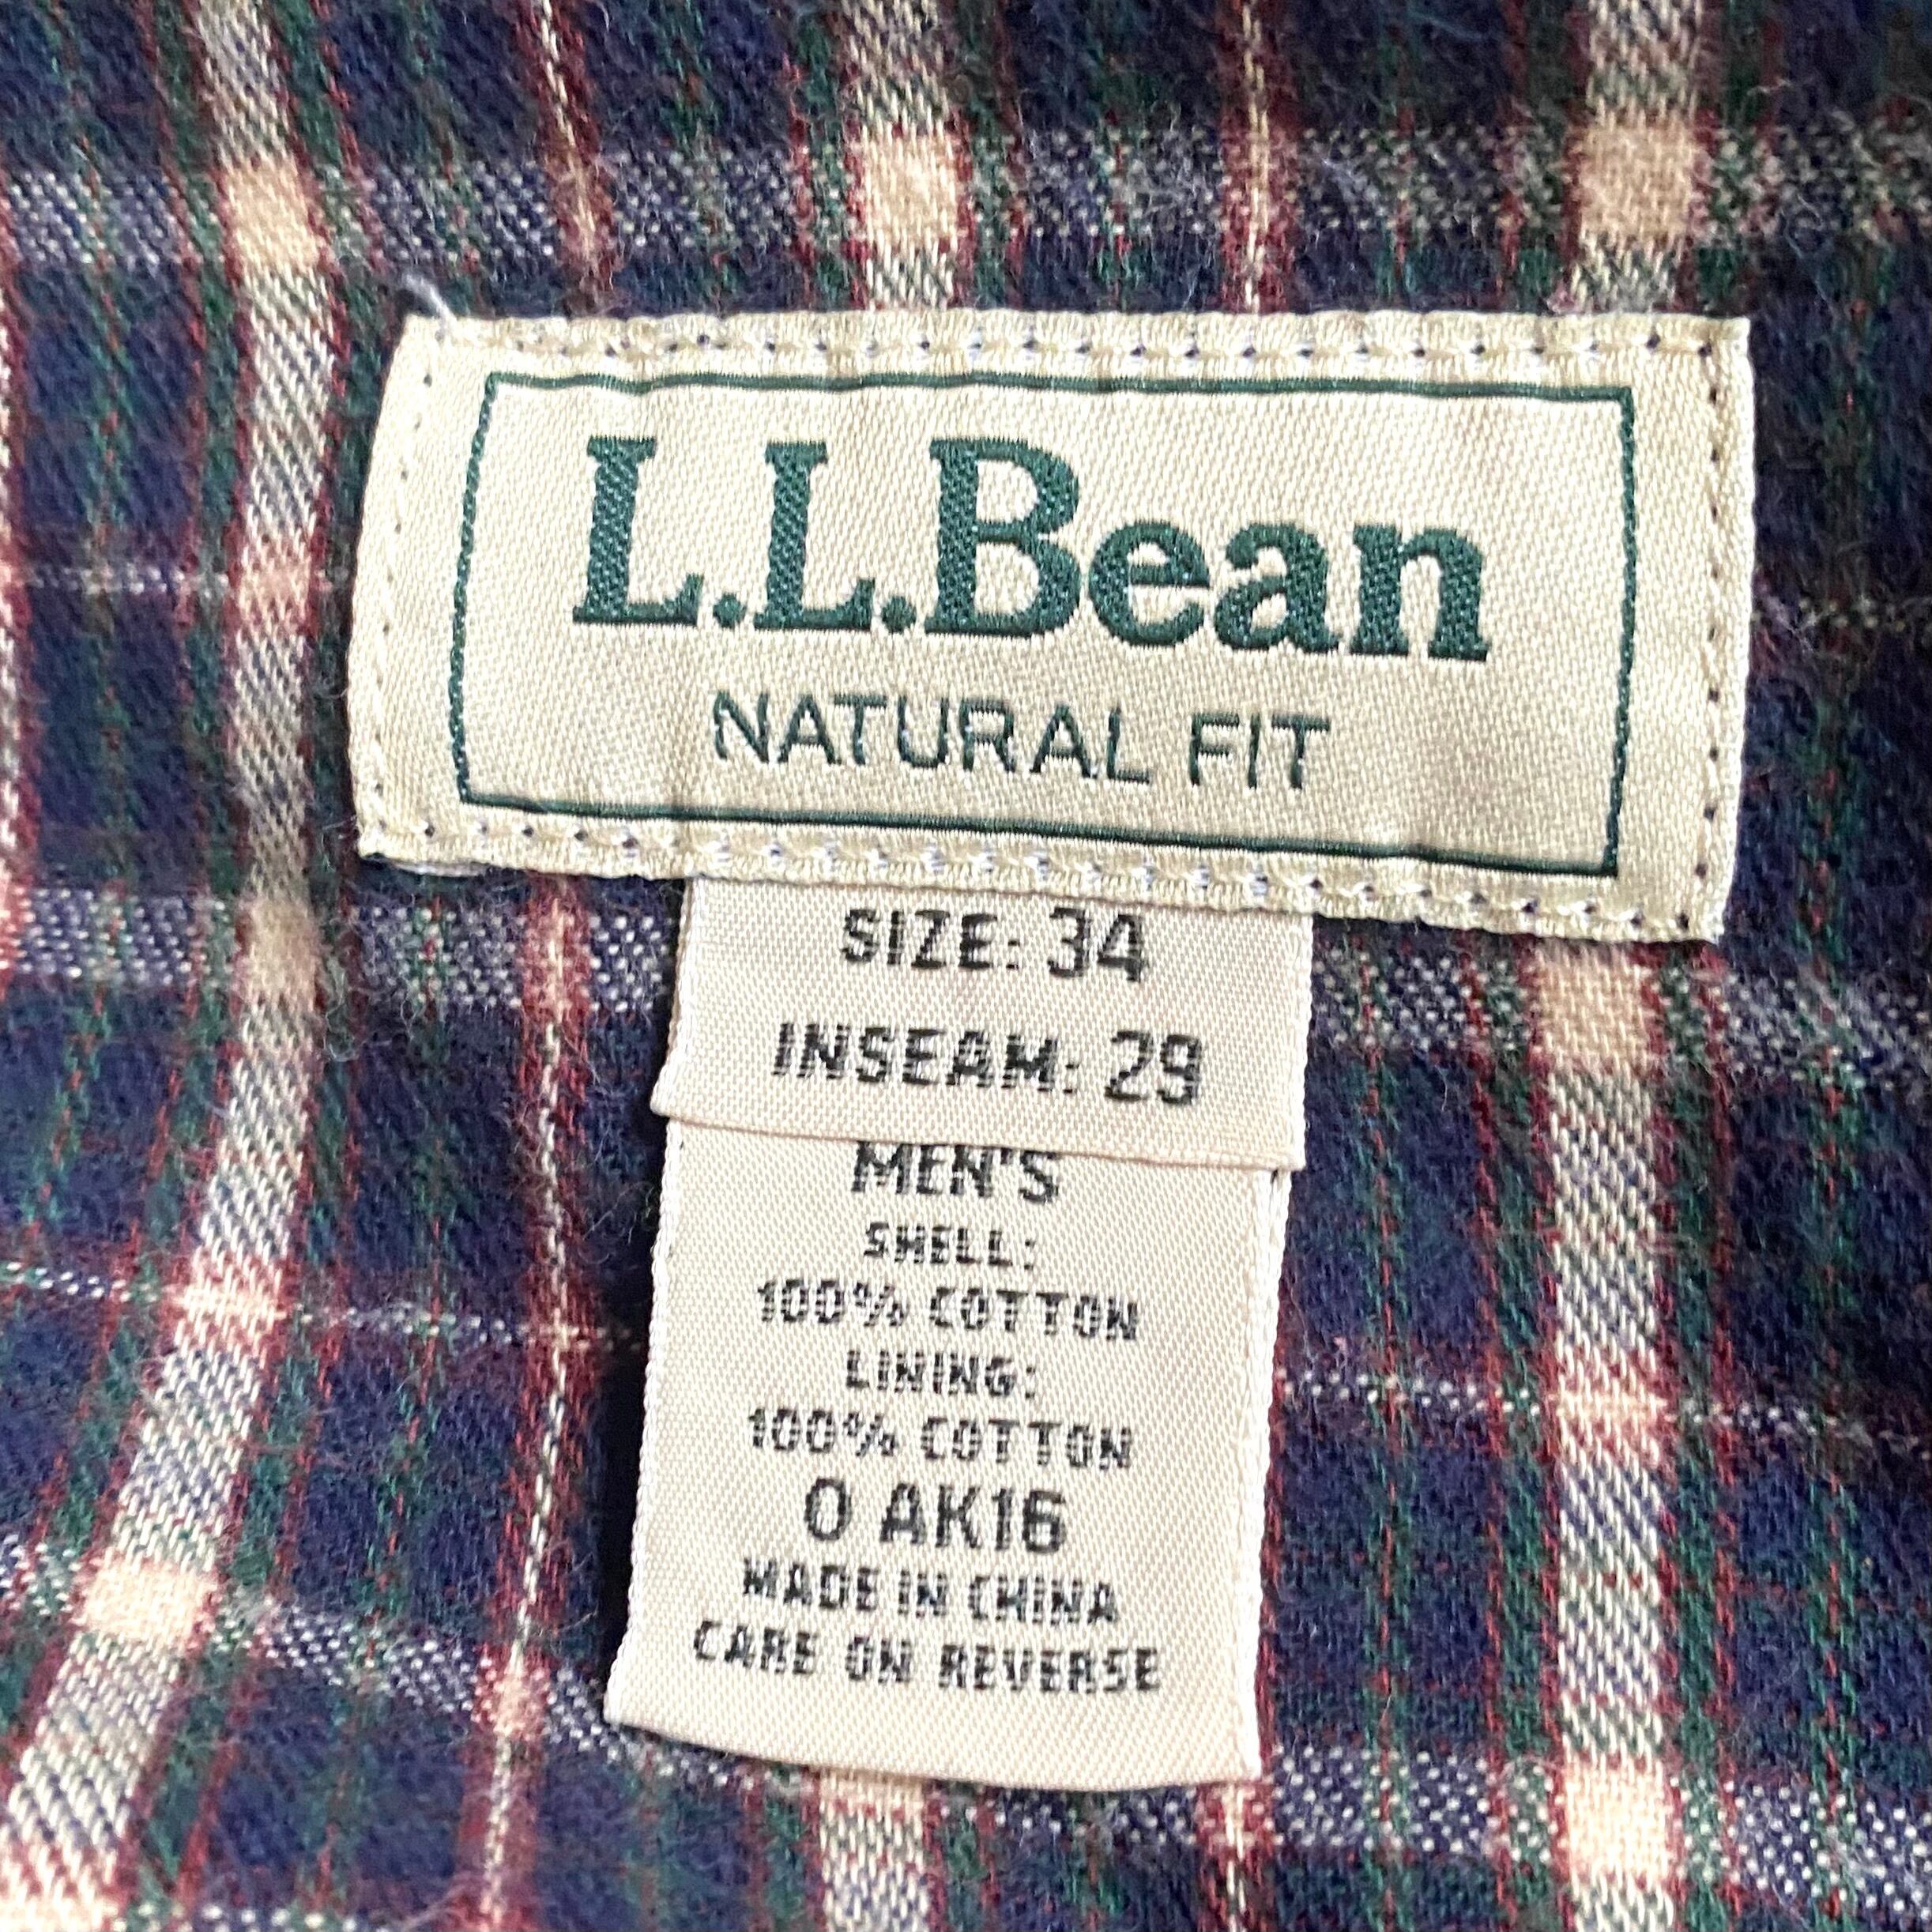 L.L.Bean
NATURAL FIT
SIZE: 34
INSEAM: 29
MEN'S
SHELL:
100% COTTON
LINING:
100% COTTON
0 AK16
MADE IN CHINA
CARE ON REVERSE